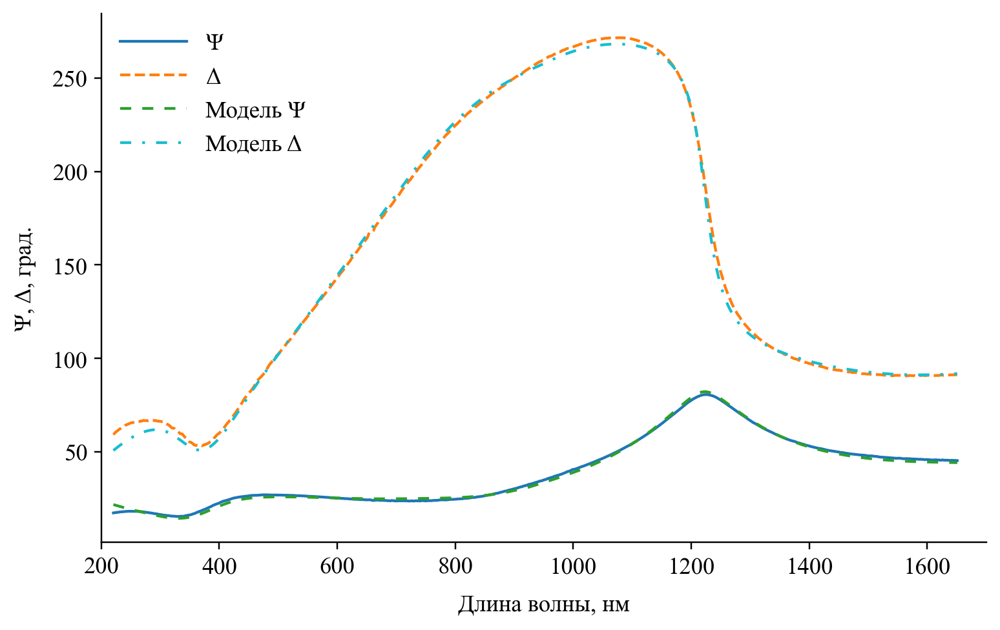 Ψ
Δ
Модель Ψ
Модель Δ
250
200
150
100
50
Ψ, Δ, град.
200 400 600 800 1000 1200 1400 1600
Длина волны, нм